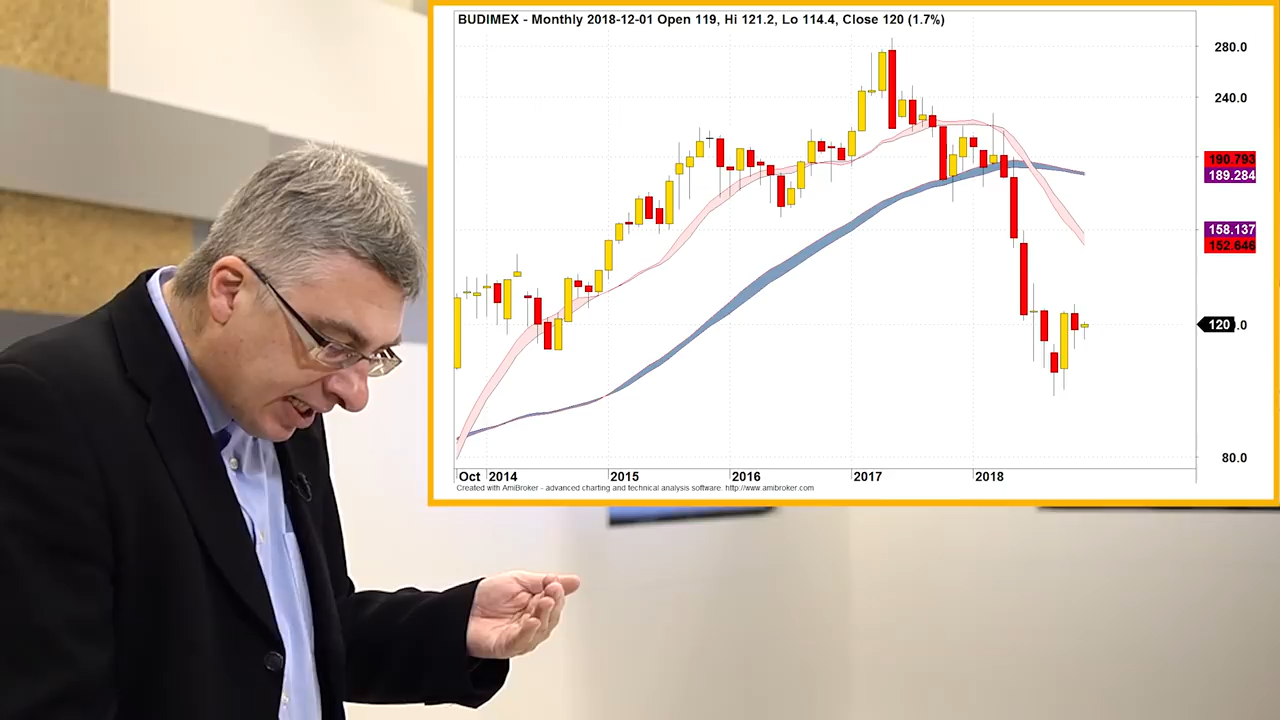 BUDIMEX - Monthly 2018-12-01 Open 119, Hi 121.2, Lo 114.4, Close 120 (1.7%)
280.0
240.0
190.793
189.284
158.137
152.646
120.0
80.0
Oct 2014 2015 2016 2017 2018
Created with AmiBroker - advanced charting and technical analysis software. http://www.amibroker.com